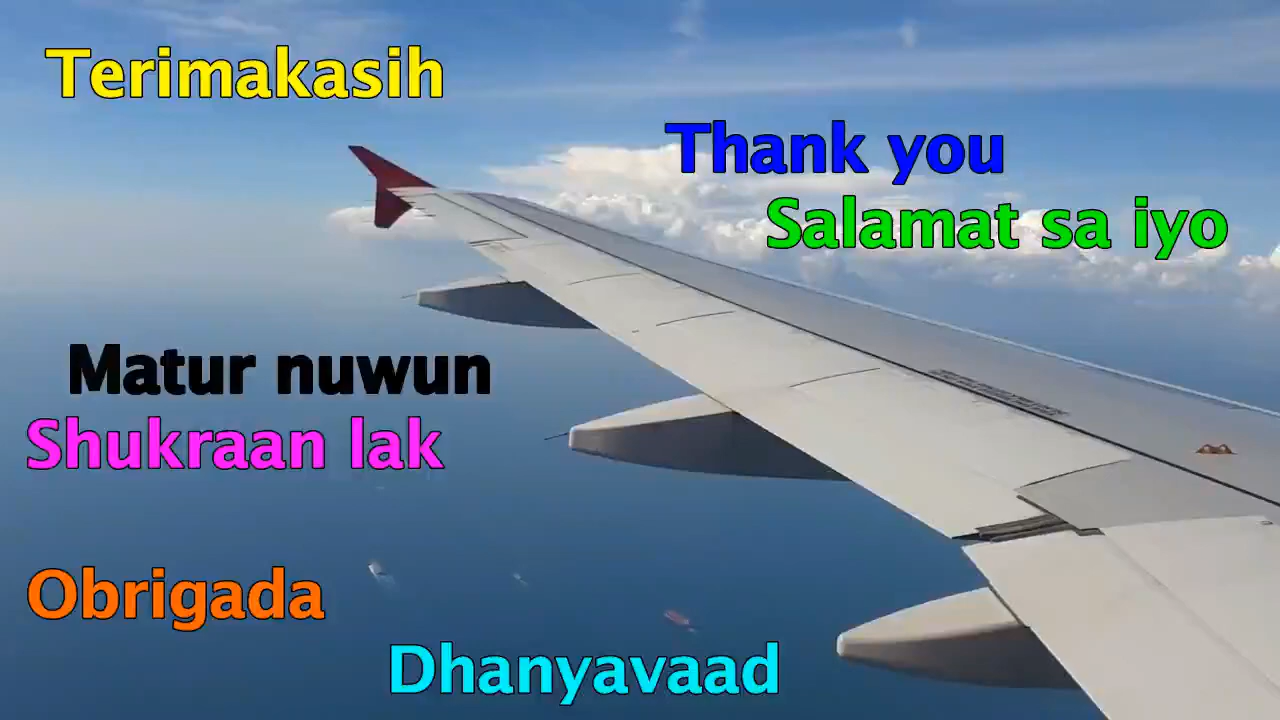 Terimakasih
Thank you
Salamat sa iyo
Matur nuwun
Shukraan lak
Obrigada
Dhanyavaad